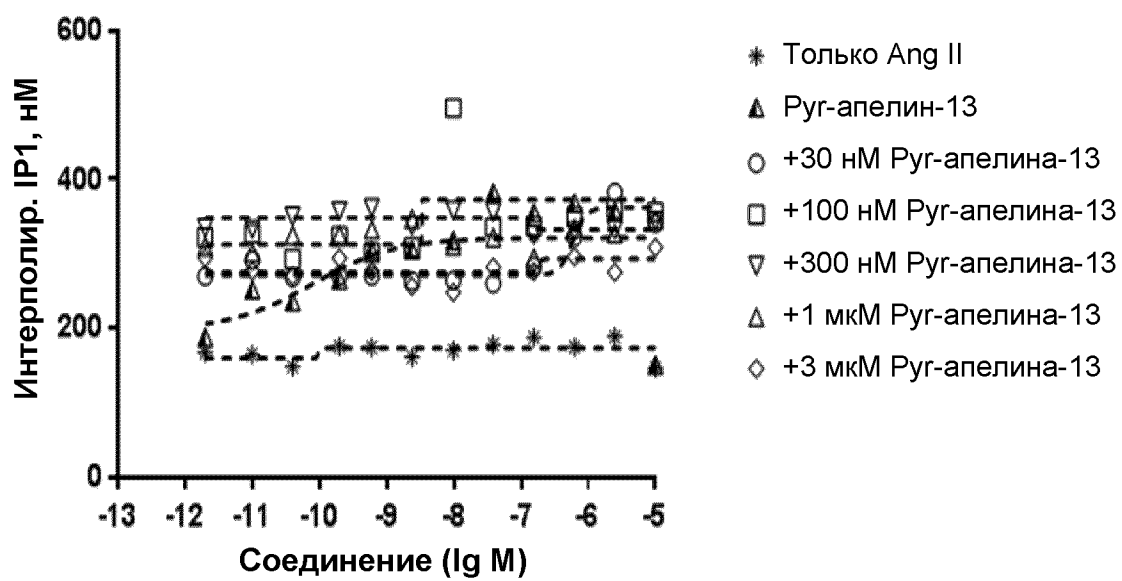 600
400
200
0
Интерполир. IP1, нМ
-13 -12 -11 -10 -9 -8 -7 -6 -5
Соединение (lg M)
Только Ang II
Pyr-апелин-13
+30 нМ Pyr-апелина-13
+100 нМ Pyr-апелина-13
+300 нМ Pyr-апелина-13
+1 мкМ Pyr-апелина-13
+3 мкМ Pyr-апелина-13